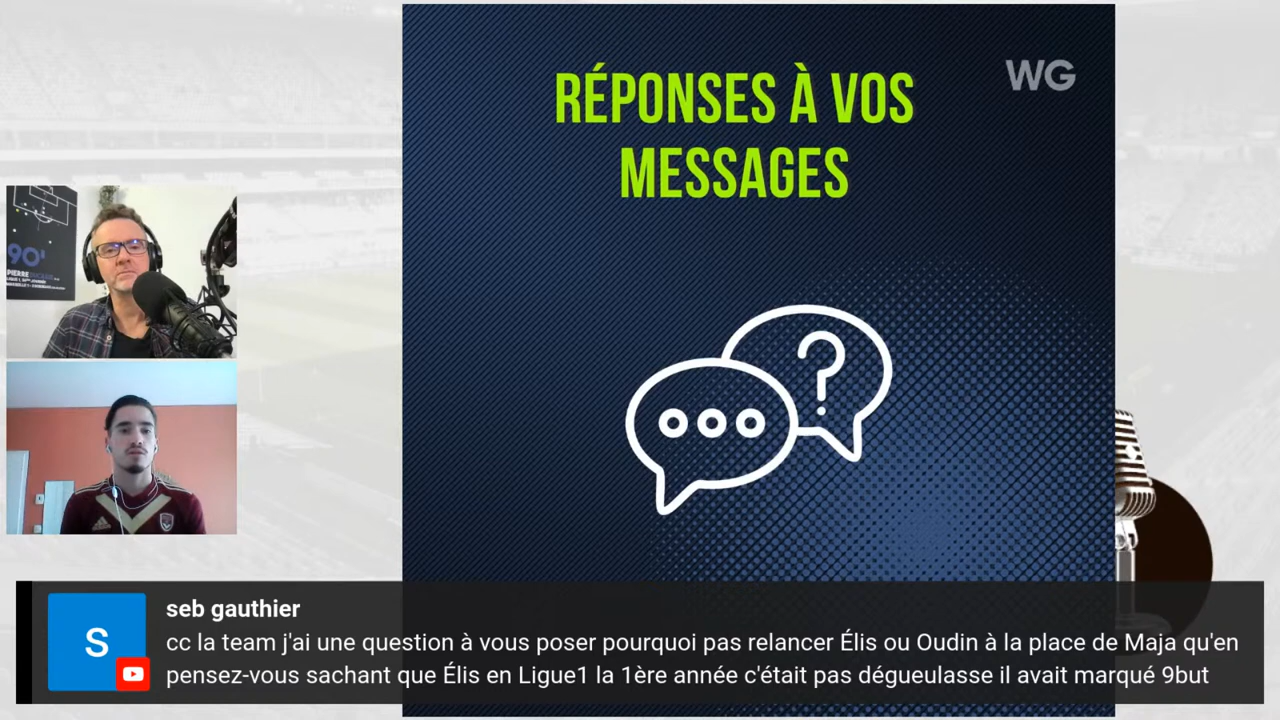 RÉPONSES À VOS
MESSAGES
WG
90'
PIERRE
seb gauthier
S
cc la team j'ai une question à vous poser pourquoi pas relancer Élis ou Oudin à la place de Maja qu'en
pensez-vous sachant que Élis en Ligue1 la 1ère année c'était pas dégueulasse il avait marqué 9but